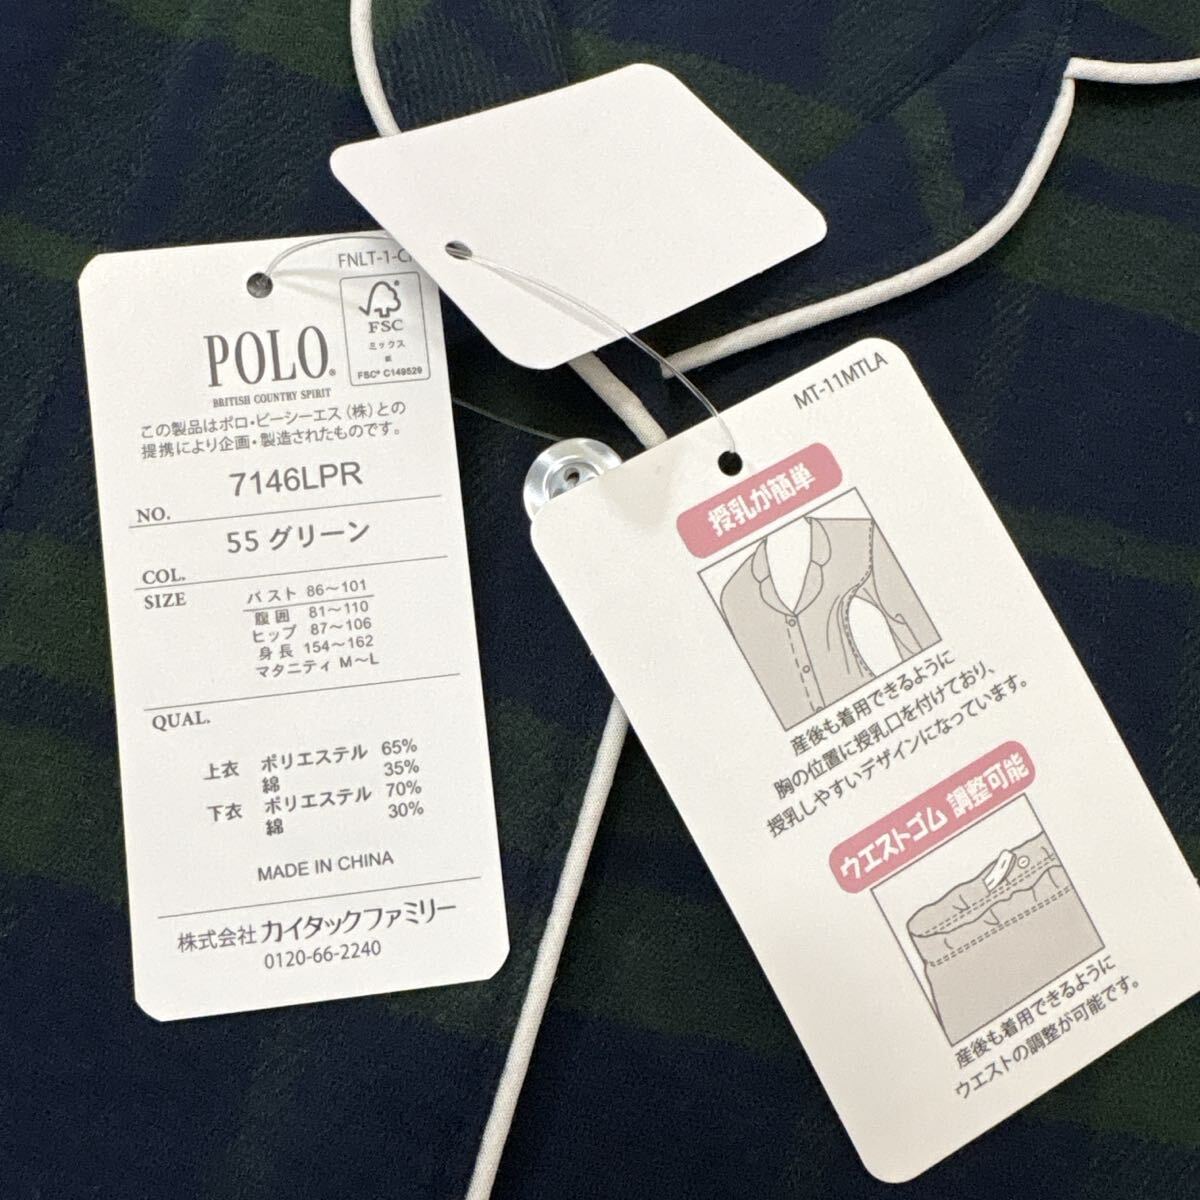 FNLT-1-C
FSC
ミックス
紙
FSC® C149529
POLO®
BRITISH COUNTRY SPIRIT
この製品はポロ・ビーシーエス(株)との
提携により企画・製造されたものです。
7146LPR
NO.
55 グリーン
COL.
SIZE
バスト 86～101
腹囲 81～110
ヒップ 87～106
身長 154～162
マタニティ M～L
QUAL.
上衣 ポリエステル 65%
綿 35%
下衣 ポリエステル 70%
綿 30%
MADE IN CHINA
株式会社 カイタックファミリー
0120-66-2240
MT-11MTLA
授乳が簡単
産後も着用できるように
胸の位置に授乳口を付けており、
授乳しやすいデザインになっています。
ウエストゴム 調整可能
産後も着用できるように
ウエストの調整が可能です。